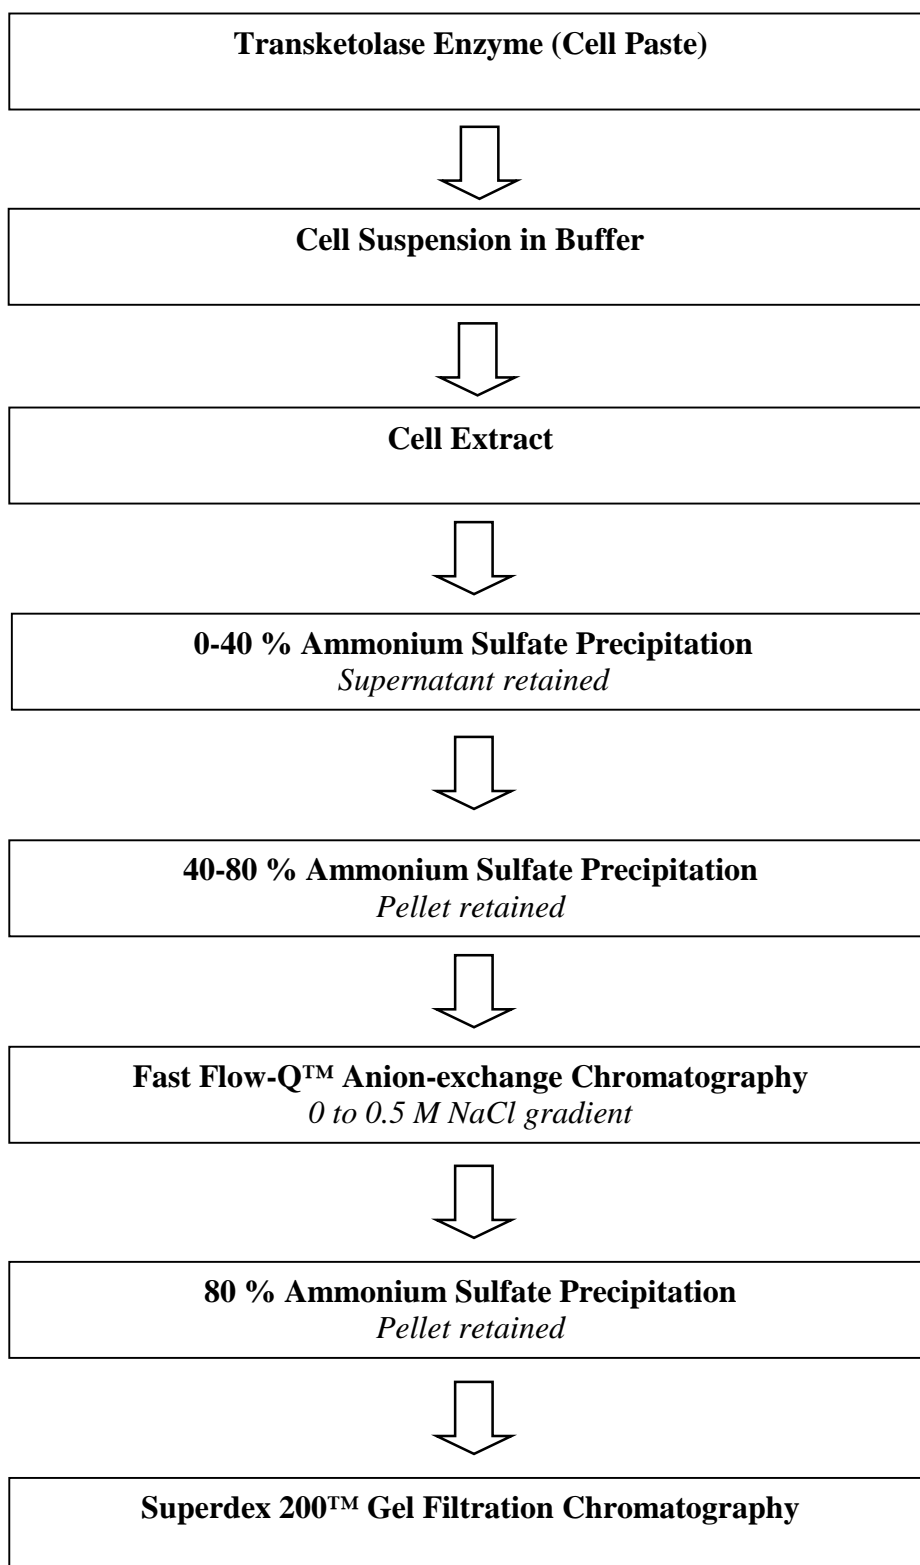 Transketolase Enzyme (Cell Paste)
Cell Suspension in Buffer
Cell Extract
0-40 % Ammonium Sulfate Precipitation
Supernatant retained
40-80 % Ammonium Sulfate Precipitation
Pellet retained
Fast Flow-Q™ Anion-exchange Chromatography
0 to 0.5 M NaCl gradient
80 % Ammonium Sulfate Precipitation
Pellet retained
Superdex 200™ Gel Filtration Chromatography